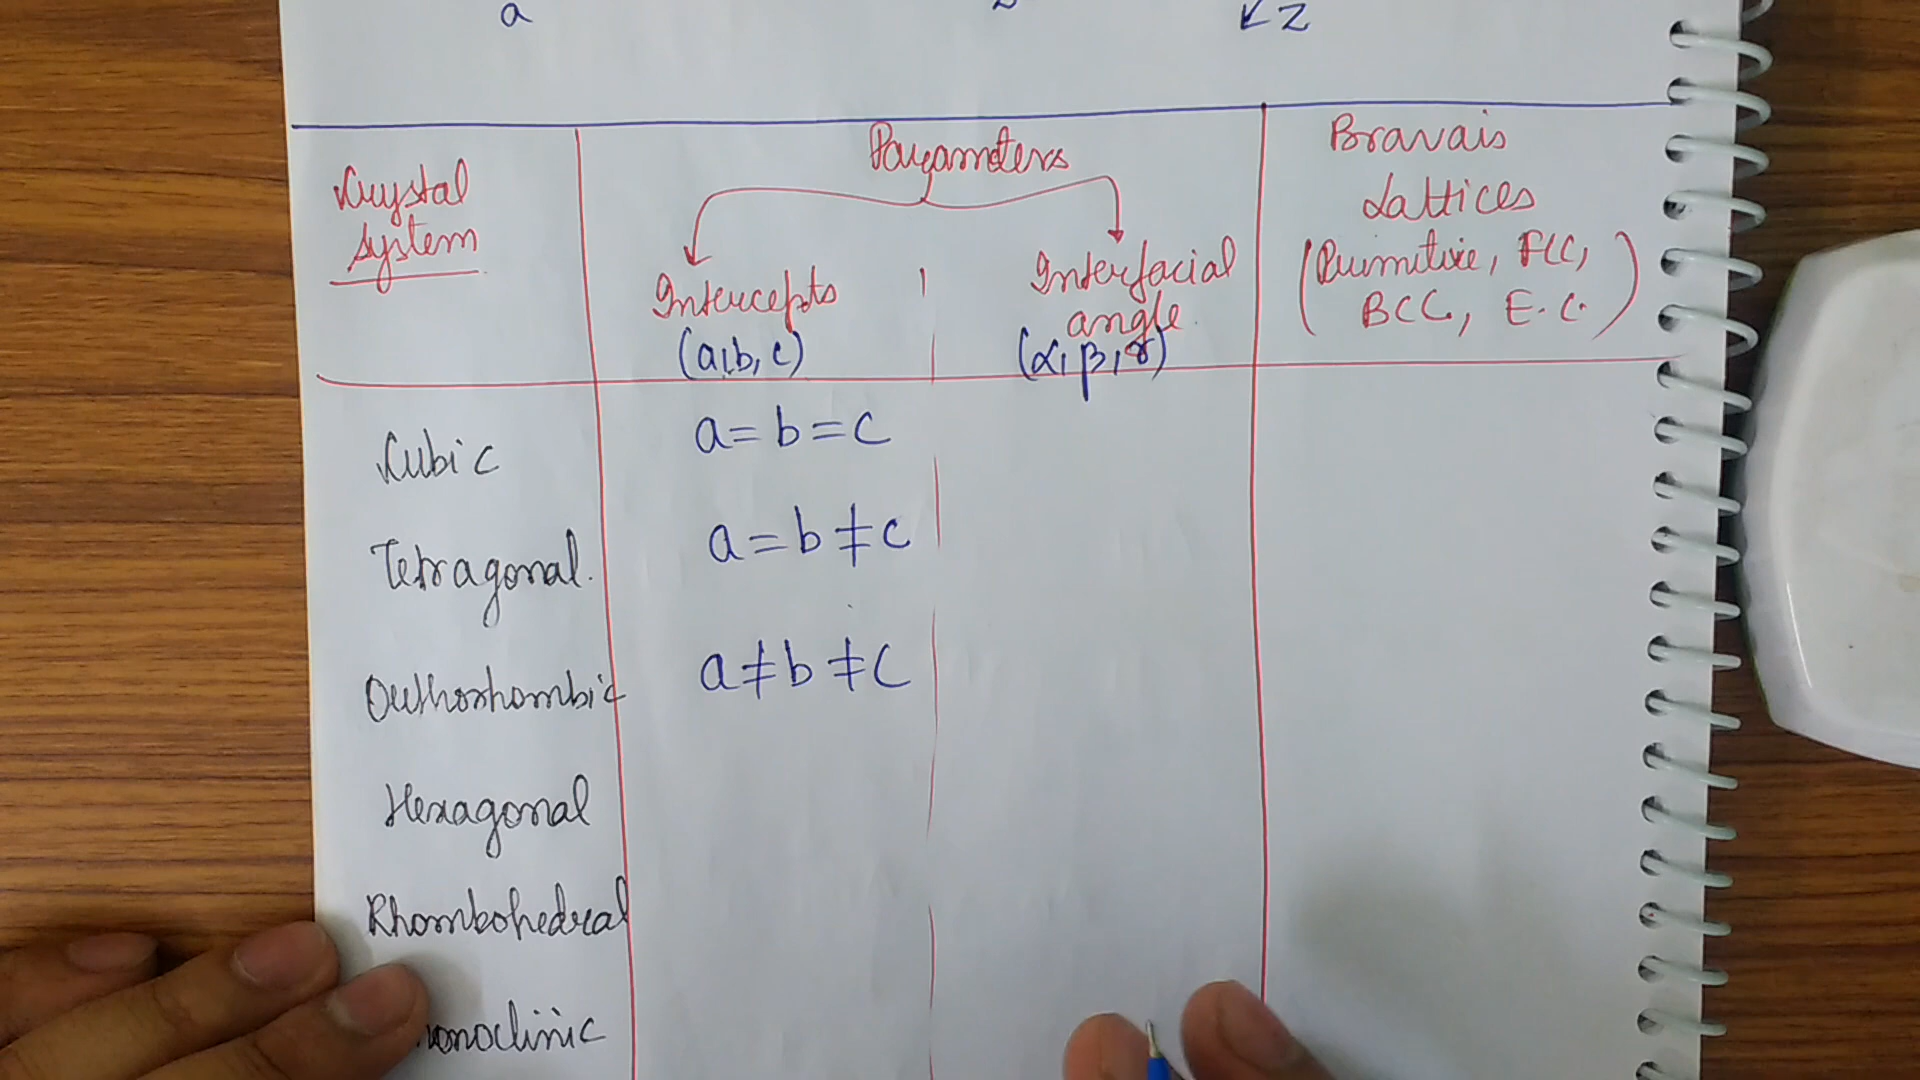 a
z
Parameters
Crystal
system
Intercepts
(a,b,c)
Interfacial
angle
(α,β,γ)
Bravais
Lattices
(Primitive, FCC,
BCC, E.C.)
Cubic
a=b=c
Tetragonal.
a=b≠c
Orthorhombic
a≠b≠c
Hexagonal
Rhombohedral
onoclinic